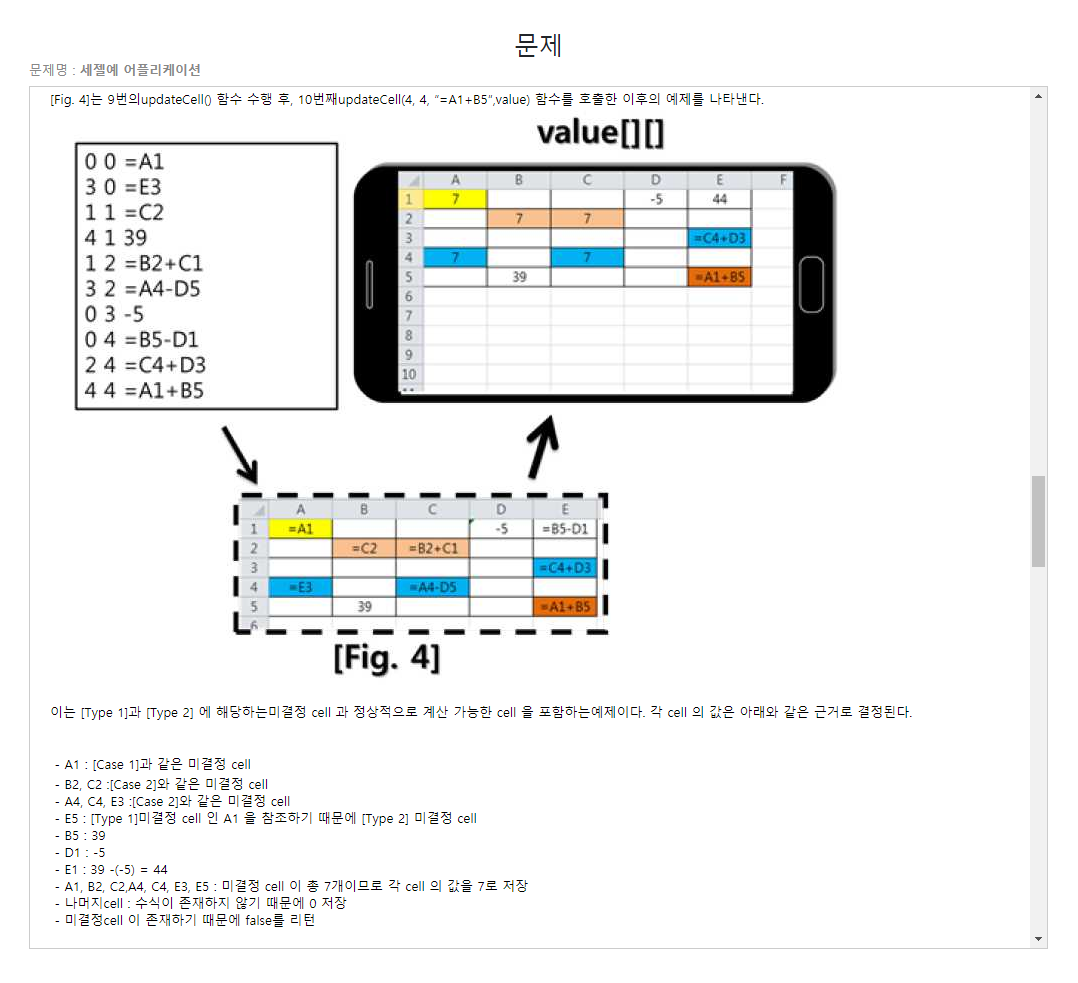 문제
문제명 : 세젤예 어플리케이션
[Fig. 4]는 9번의updateCell() 함수 수행 후, 10번째updateCell(4, 4, “=A1+B5”,value) 함수를 호출한 이후의 예제를 나타낸다.
value[][]
0 0 =A1
3 0 =E3
1 1 =C2
4 1 39
1 2 =B2+C1
3 2 =A4-D5
0 3 -5
0 4 =B5-D1
2 4 =C4+D3
4 4 =A1+B5
A B C D E F
1 7 -5 44
2 7 7
3 =C4+D3
4 7 7
5 39 =A1+B5
6
7
8
9
10
A B C D E
1 =A1 -5 =B5-D1
2 =C2 =B2+C1
3 =C4+D3
4 =E3 =A4-D5
5 39 =A1+B5
6
[Fig. 4]
이는 [Type 1]과 [Type 2] 에 해당하는미결정 cell 과 정상적으로 계산 가능한 cell 을 포함하는예제이다. 각 cell 의 값은 아래와 같은 근거로 결정된다.
- A1 : [Case 1]과 같은 미결정 cell
- B2, C2 :[Case 2]와 같은 미결정 cell
- A4, C4, E3 :[Case 2]와 같은 미결정 cell
- E5 : [Type 1]미결정 cell 인 A1 을 참조하기 때문에 [Type 2] 미결정 cell
- B5 : 39
- D1 : -5
- E1 : 39 -(-5) = 44
- A1, B2, C2,A4, C4, E3, E5 : 미결정 cell 이 총 7개이므로 각 cell 의 값을 7로 저장
- 나머지cell : 수식이 존재하지 않기 때문에 0 저장
- 미결정cell 이 존재하기 때문에 false를 리턴